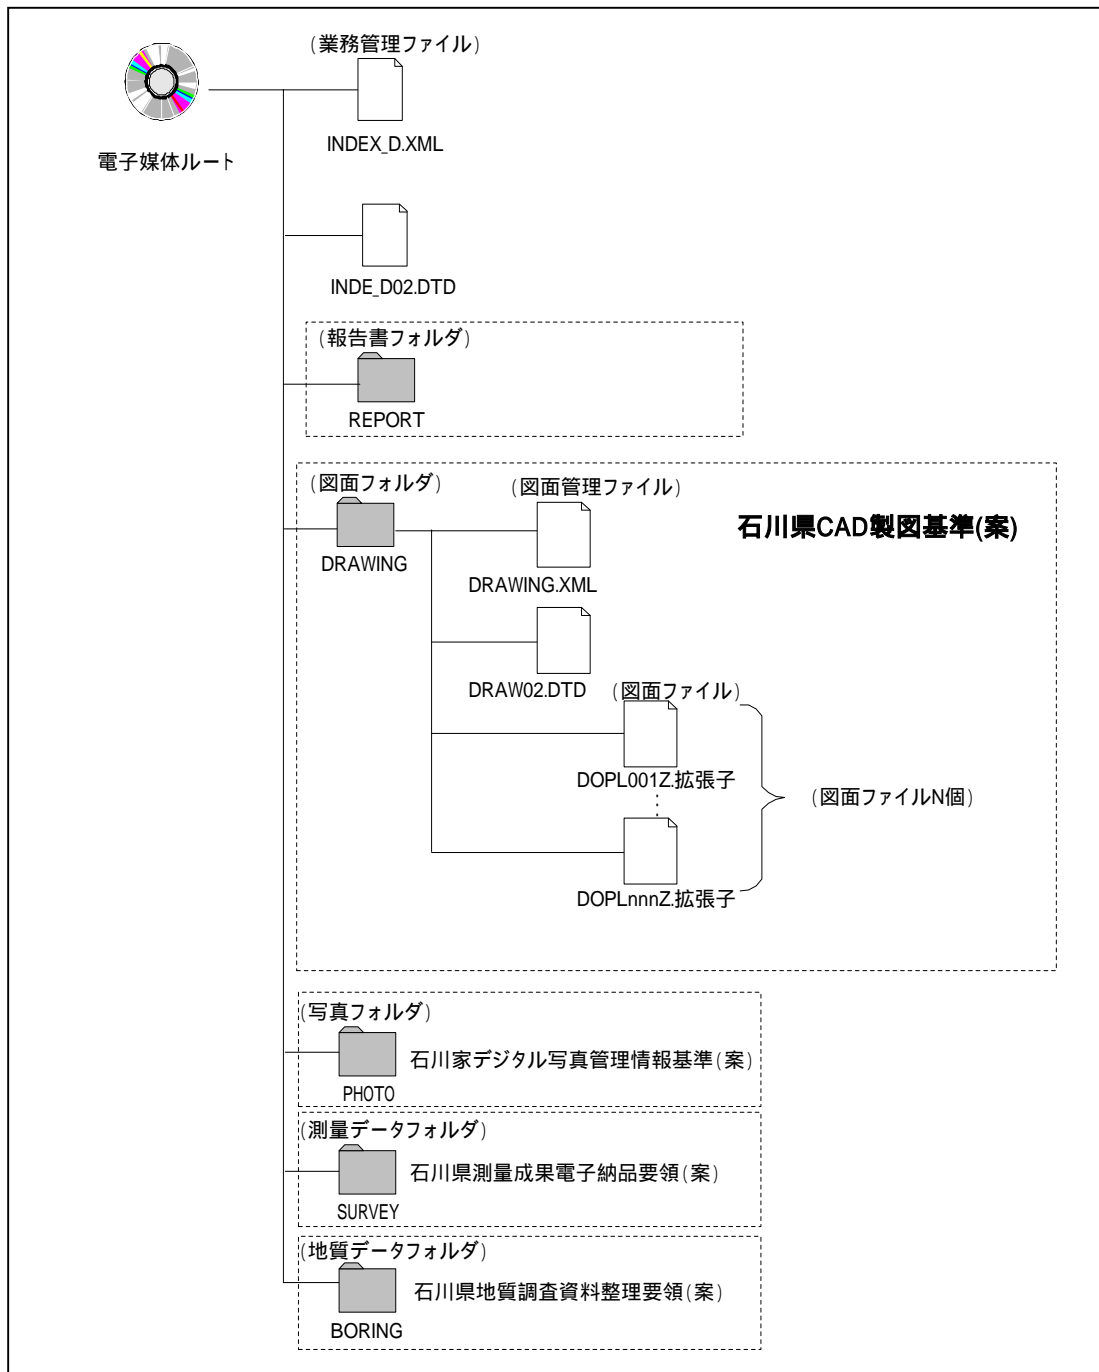 (業務管理ファイル)
INDEX_D.XML
電子媒体ルート
INDE_D02.DTD
(報告書フォルダ)
REPORT
(図面フォルダ)
(図面管理ファイル)
石川県CAD製図基準(案)
DRAWING
DRAWING.XML
DRAW02.DTD
(図面ファイル)
DOPL001Z.拡張子
(図面ファイルN個)
DOPLnnnZ.拡張子
(写真フォルダ)
石川家デジタル写真管理情報基準(案)
PHOTO
(測量データフォルダ)
石川県測量成果電子納品要領(案)
SURVEY
(地質データフォルダ)
石川県地質調査資料整理要領(案)
BORING